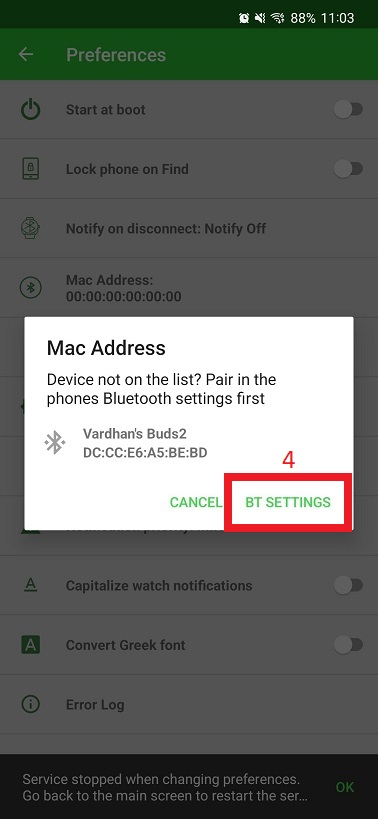 88% 11:03
Preferences
Start at boot
Lock phone on Find
Notify on disconnect: Notify Off
Mac Address:
00:00:00:00:00:00
Mac Address
Device not on the list? Pair in the
phones Bluetooth settings first
Vardhan's Buds2
DC:CC:E6:A5:BE:BD
4
CANCEL BT SETTINGS
A Capitalize watch notifications
A Convert Greek font
Error Log
Service stopped when changing preferences.
Go back to the main screen to restart the ser... OK